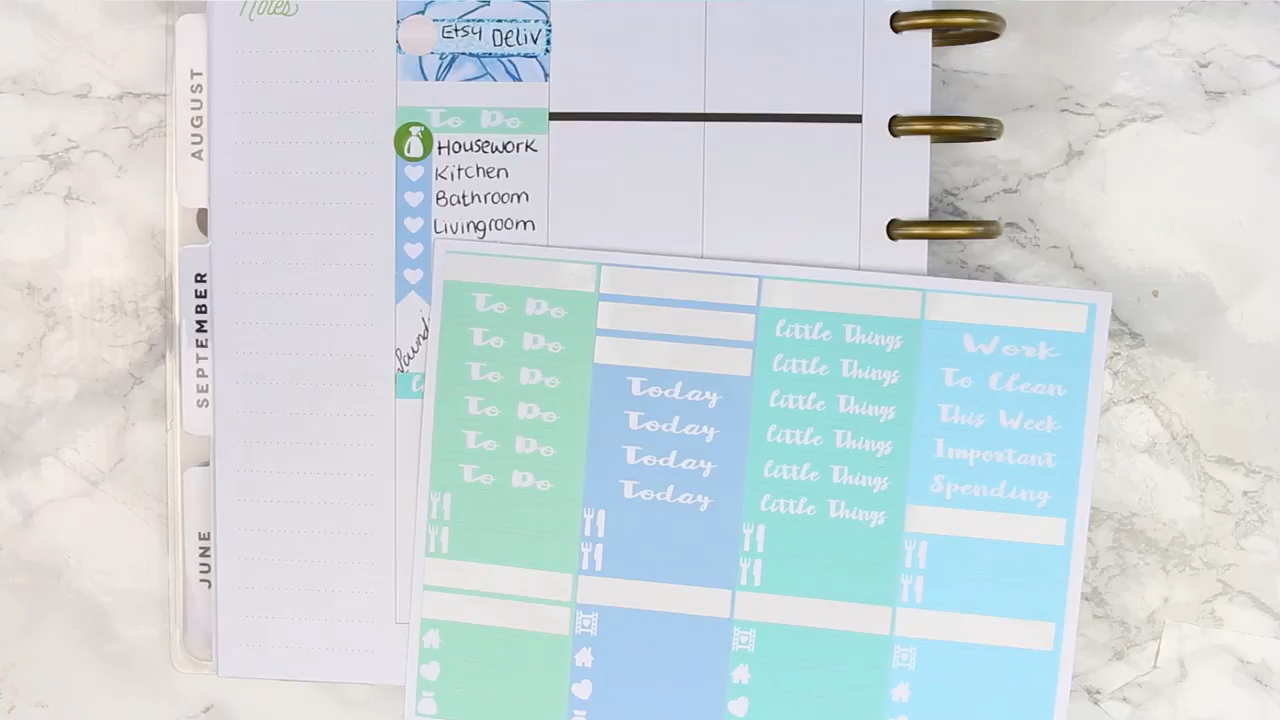 Notes
Etsy Deliv
To Do
Housework
Kitchen
Bathroom
Livingroom
AUGUST
SEPTEMBER
JUNE
To Do
To Do
To Do
To Do
To Do
To Do
Today
Today
Today
Today
Little Things
Little Things
Little Things
Little Things
Little Things
Little Things
Work
To Clean
This Week
Important
Spending